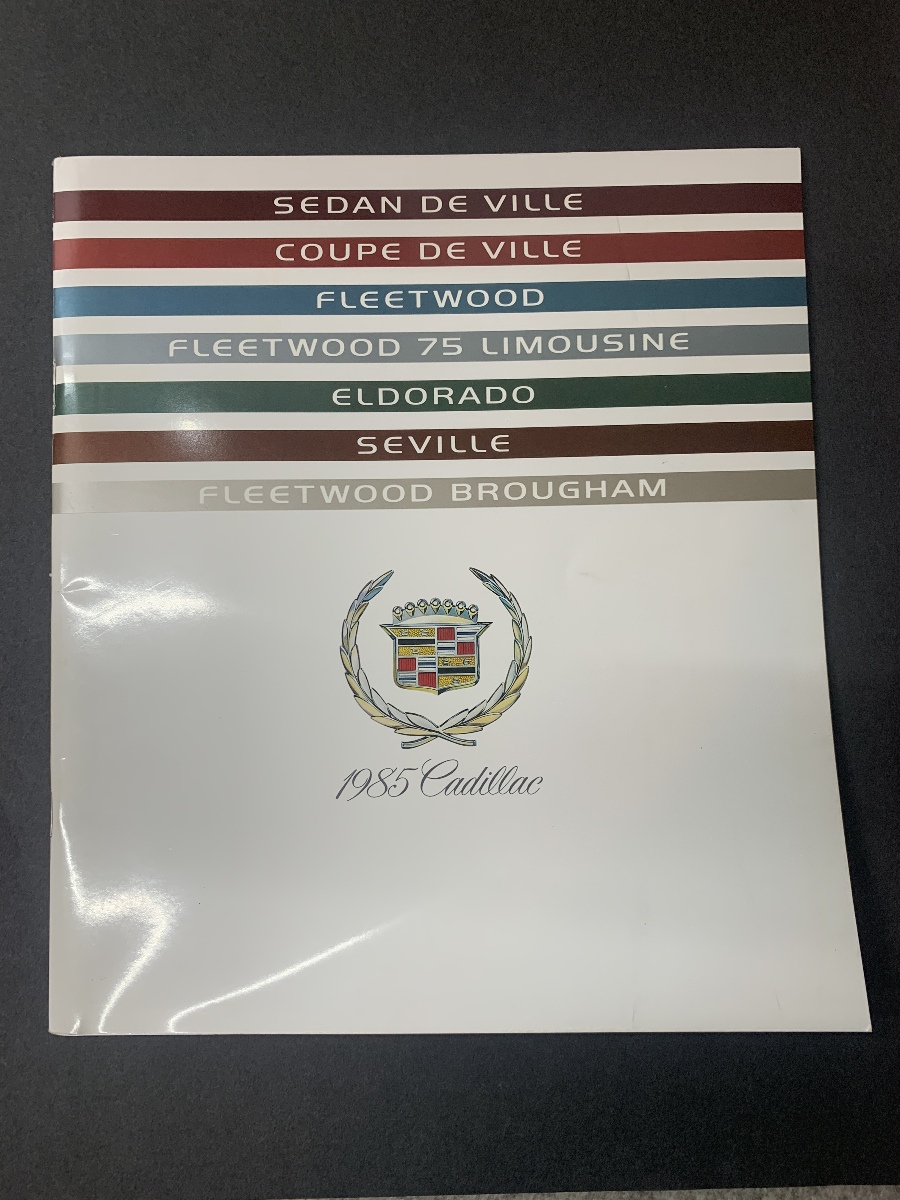 SEDAN DE VILLE
COUPE DE VILLE
FLEETWOOD
FLEETWOOD 75 LIMOUSINE
ELDORADO
SEVILLE
FLEETWOOD BROUGHAM
1985 Cadillac